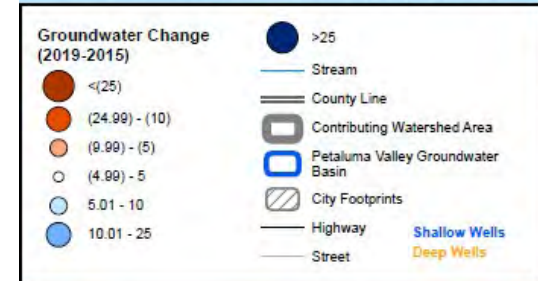 Groundwater Change
(2019-2015)
<(25)
(24.99) - (10)
(9.99) - (5)
(4.99) - 5
5.01 - 10
10.01 - 25
>25
Stream
County Line
Contributing Watershed Area
Petaluma Valley Groundwater
Basin
City Footprints
Highway
Street
Shallow Wells
Deep Wells